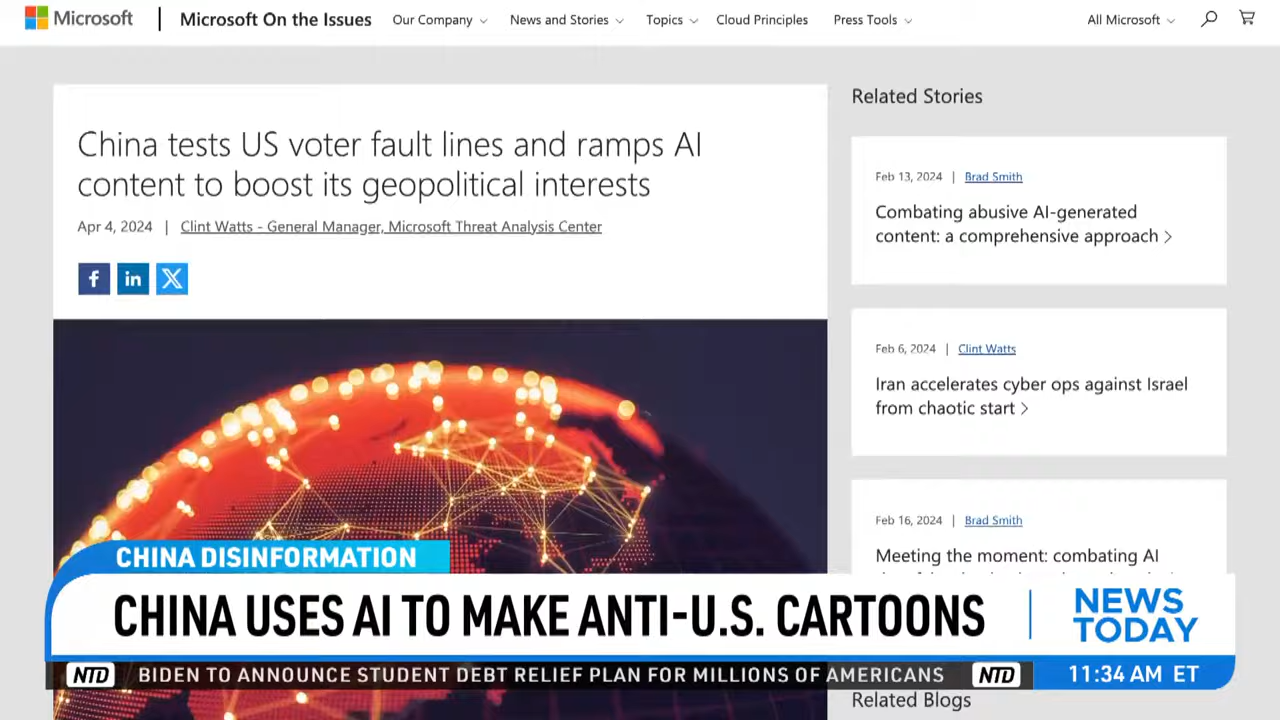 Microsoft | Microsoft On the Issues Our Company News and Stories Topics Cloud Principles Press Tools All Microsoft
China tests US voter fault lines and ramps AI
content to boost its geopolitical interests
Apr 4, 2024 | Clint Watts - General Manager, Microsoft Threat Analysis Center
f in X
Related Stories
Feb 13, 2024 | Brad Smith
Combating abusive AI-generated
content: a comprehensive approach >
Feb 6, 2024 | Clint Watts
Iran accelerates cyber ops against Israel
from chaotic start >
Feb 16, 2024 | Brad Smith
Meeting the moment: combating AI
CHINA DISINFORMATION
CHINA USES AI TO MAKE ANTI-U.S. CARTOONS
NEWS
TODAY
NTD BIDEN TO ANNOUNCE STUDENT DEBT RELIEF PLAN FOR MILLIONS OF AMERICANS NTD 11:34 AM ET
Related Blogs